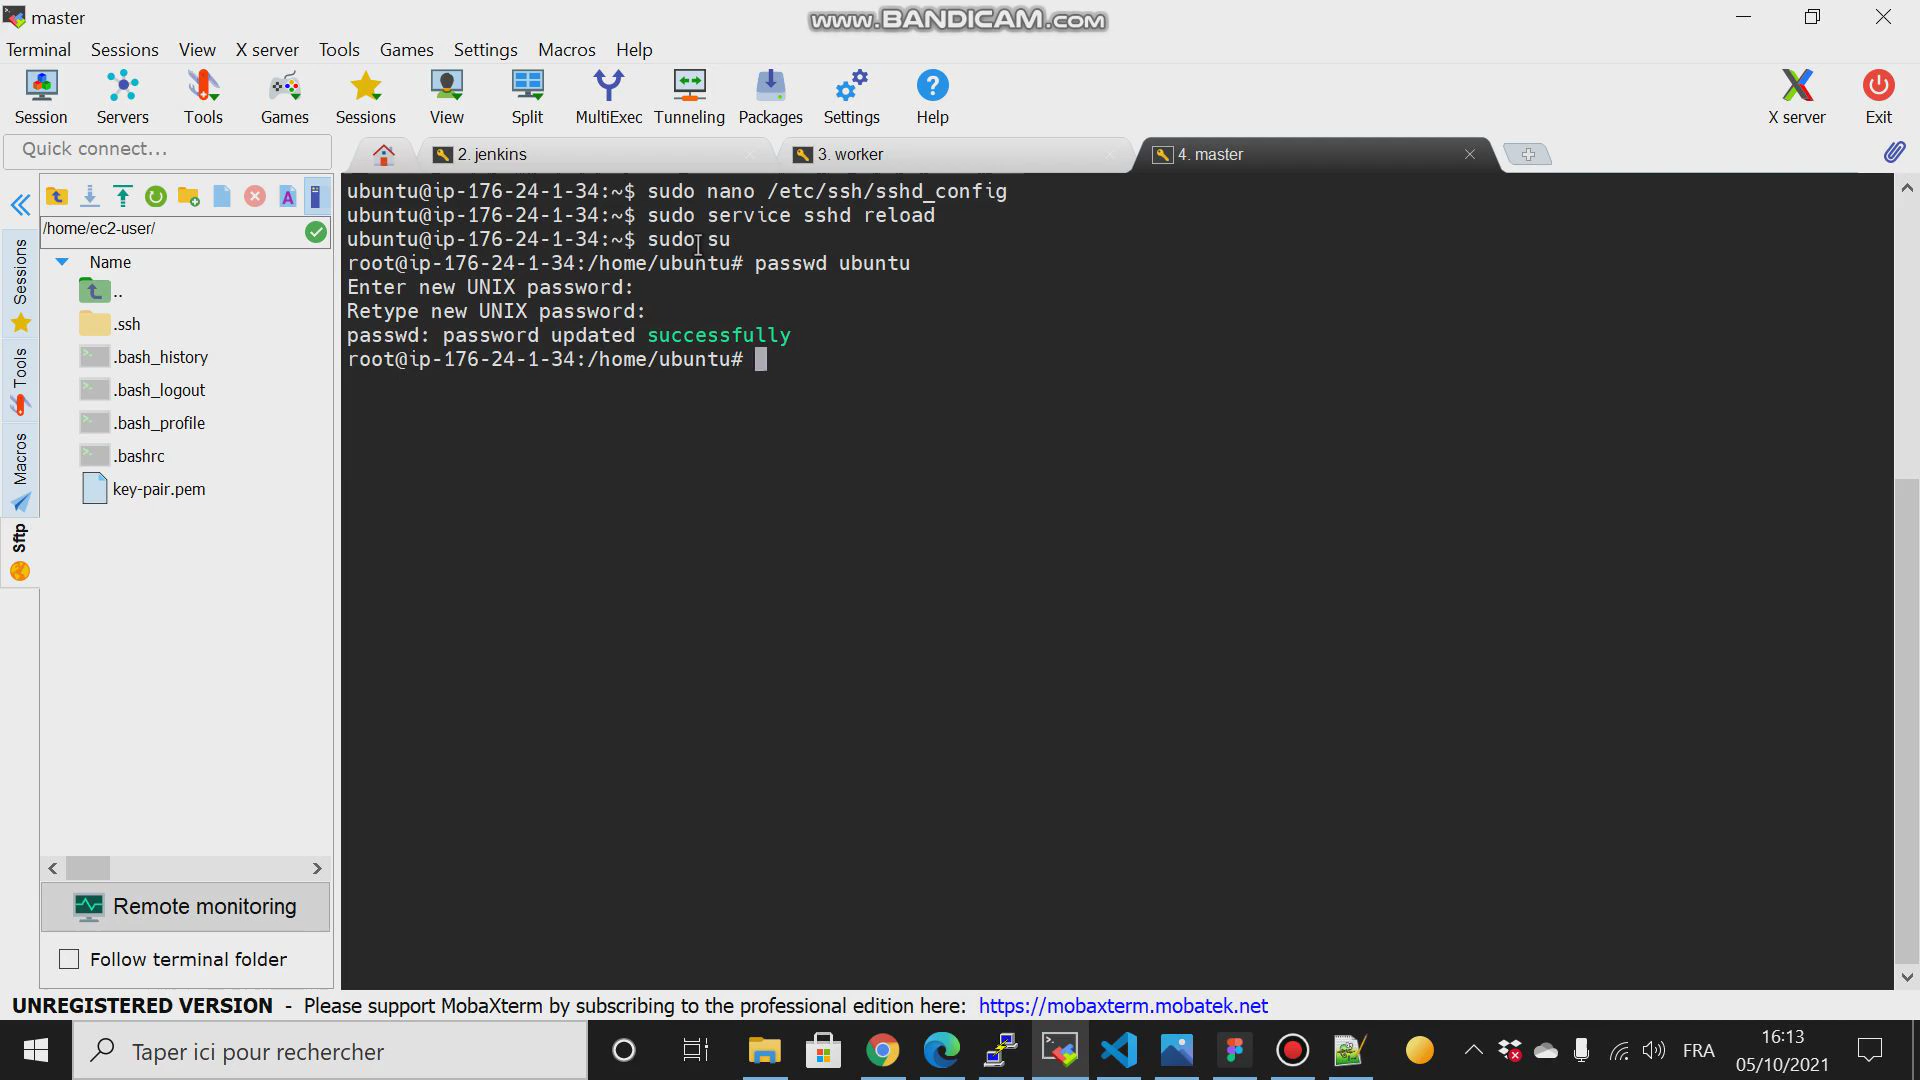 master
www.BANDICAM.com
Terminal Sessions View X server Tools Games Settings Macros Help
Session Servers Tools Games Sessions View Split MultiExec Tunneling Packages Settings Help X server Exit
Quick connect...
2. jenkins
3. worker
4. master
/home/ec2-user/
Name
..
.ssh
.bash_history
.bash_logout
.bash_profile
.bashrc
key-pair.pem
Sessions
Tools
Macros
Sftp
ubuntu@ip-176-24-1-34:~$ sudo nano /etc/ssh/sshd_config
ubuntu@ip-176-24-1-34:~$ sudo service sshd reload
ubuntu@ip-176-24-1-34:~$ sudo su
root@ip-176-24-1-34:/home/ubuntu# passwd ubuntu
Enter new UNIX password:
Retype new UNIX password:
passwd: password updated successfully
root@ip-176-24-1-34:/home/ubuntu#
Remote monitoring
Follow terminal folder
UNREGISTERED VERSION - Please support MobaXterm by subscribing to the professional edition here: https://mobaxterm.mobatek.net
Taper ici pour rechercher
FRA
16:13
05/10/2021